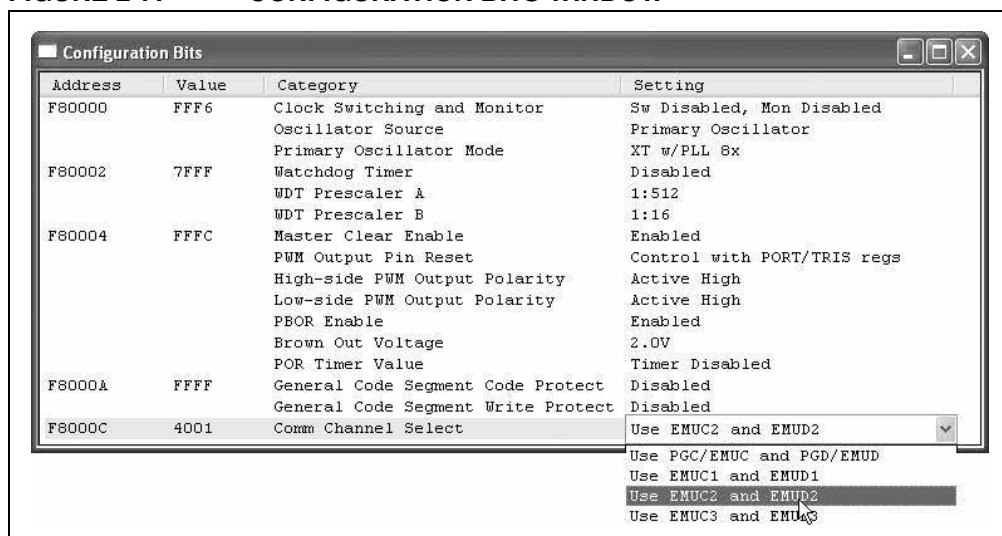 Configuration Bits
Address Value Category Setting
F80000 FFF6 Clock Switching and Monitor Sw Disabled, Mon Disabled
Oscillator Source Primary Oscillator
Primary Oscillator Mode XT w/PLL 8x
F80002 7FFF Watchdog Timer Disabled
WDT Prescaler A 1:512
WDT Prescaler B 1:16
F80004 FFFC Master Clear Enable Enabled
PWM Output Pin Reset Control with PORT/TRIS regs
High-side PWM Output Polarity Active High
Low-side PWM Output Polarity Active High
PBOR Enable Enabled
Brown Out Voltage 2.0V
POR Timer Value Timer Disabled
F8000A FFFF General Code Segment Code Protect Disabled
General Code Segment Write Protect Disabled
F8000C 4001 Comm Channel Select Use EMUC2 and EMUD2
Use PGC/EMUC and PGD/EMUD
Use EMUC1 and EMUD1
Use EMUC2 and EMUD2
Use EMUC3 and EMUD3